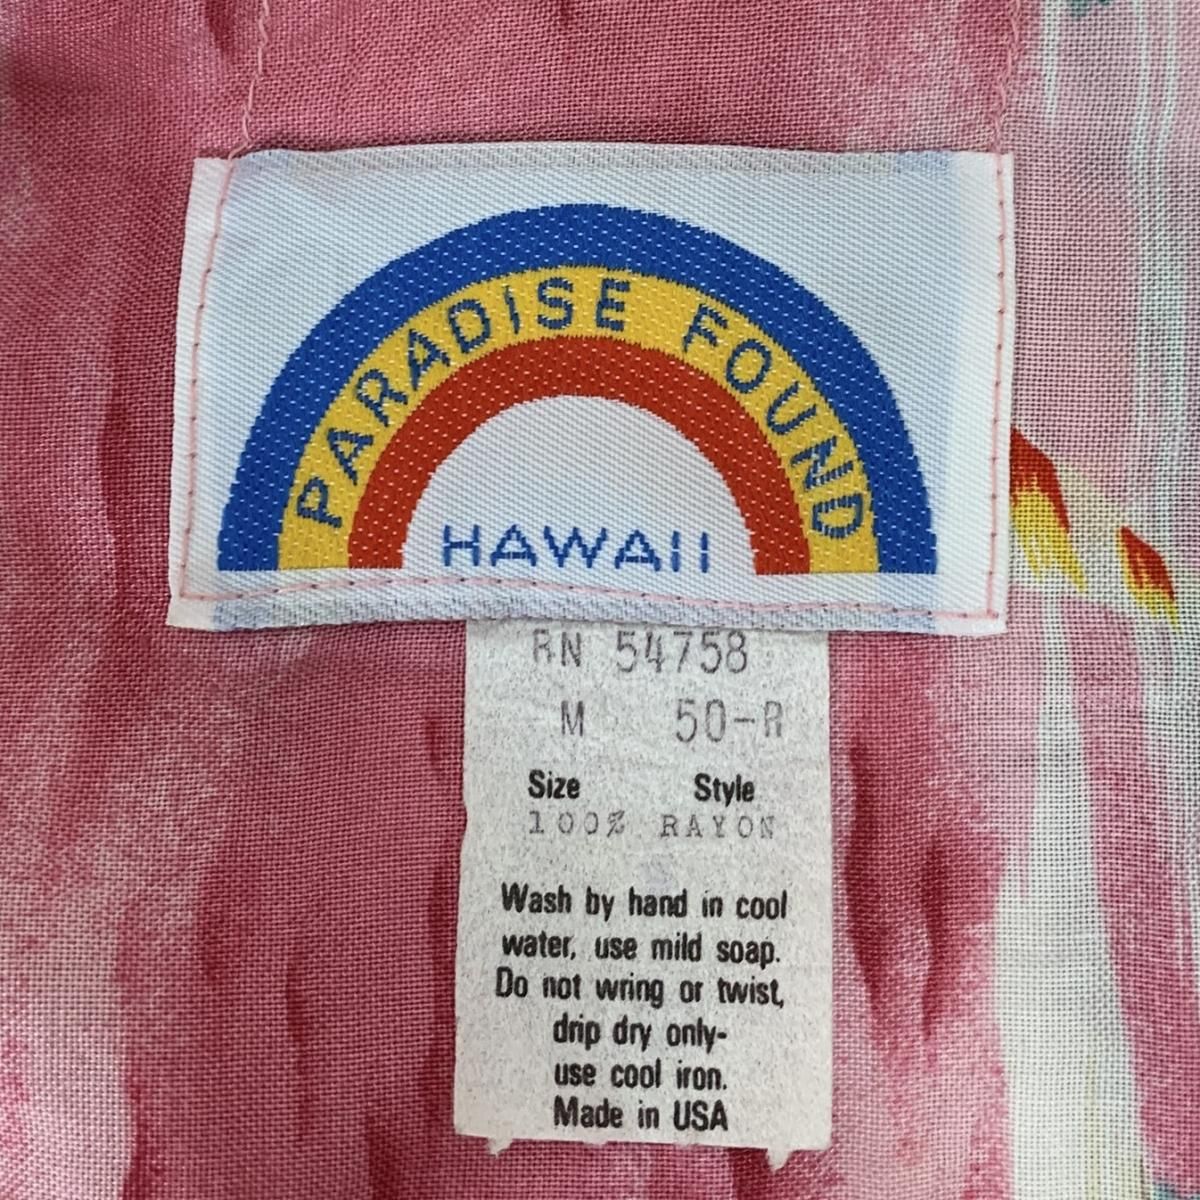 PARADISE FOUND
HAWAII
RN 54758
M 50-R
Size Style
100% RAYON
Wash by hand in cool
water, use mild soap.
Do not wring or twist,
drip dry only-
use cool iron.
Made in USA